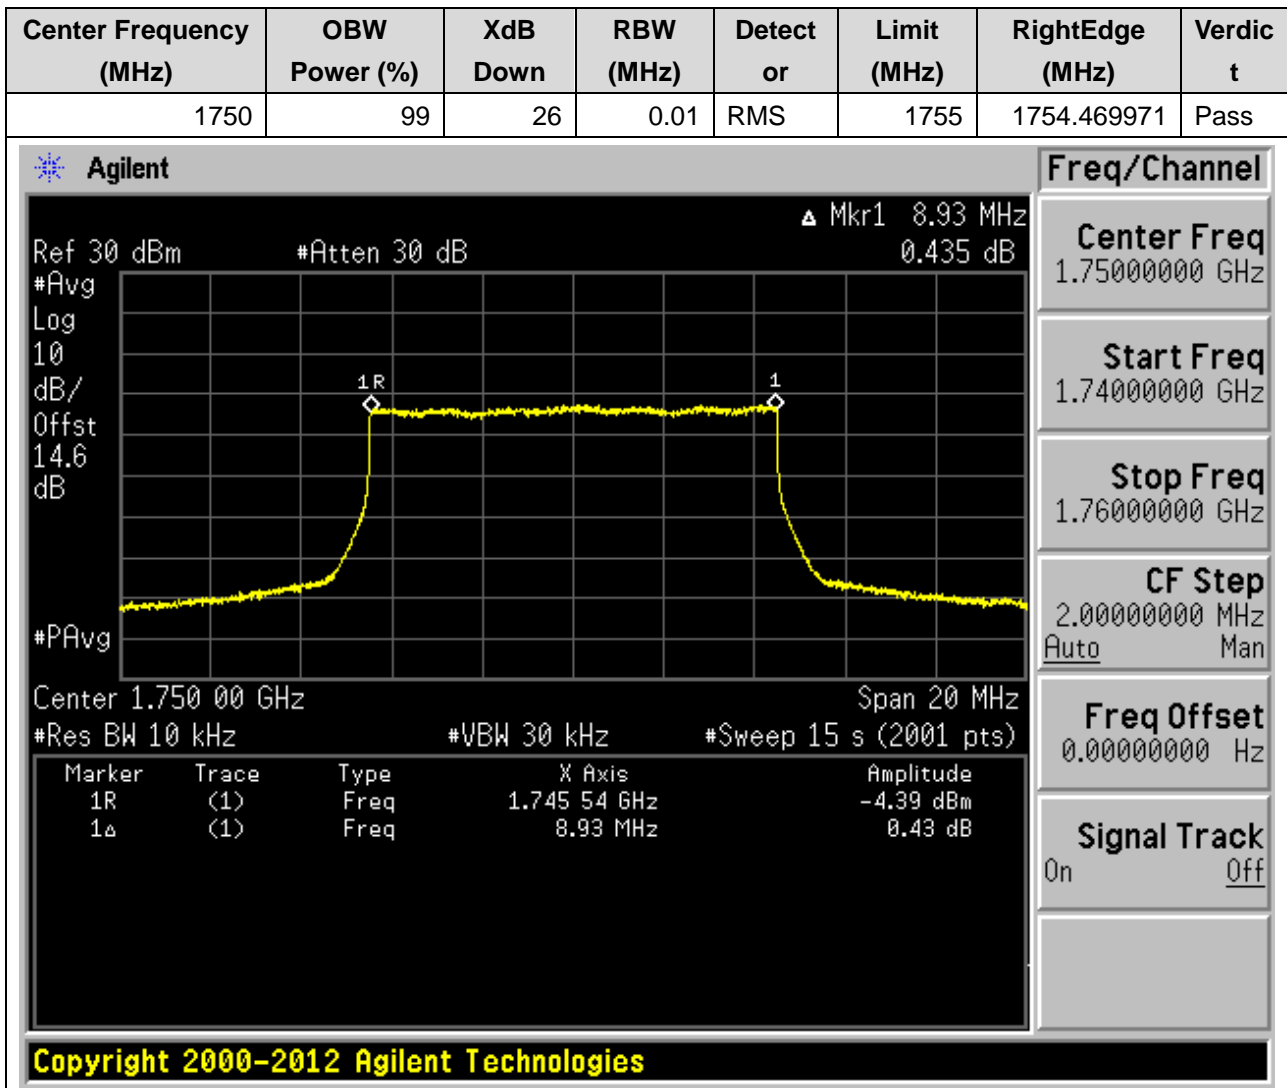 Center Frequency (MHz) OBW Power (%) XdB Down RBW (MHz) Detect or Limit (MHz) RightEdge (MHz) Verdic t
1750 99 26 0.01 RMS 1755 1754.469971 Pass
Agilent
Freq/Channel
Δ Mkr1 8.93 MHz
Ref 30 dBm #Atten 30 dB 0.435 dB
#Avg
Log
10
dB/
Offst
14.6
dB
1R
1
#PAvg
Center 1.750 00 GHz Span 20 MHz
#Res BW 10 kHz #VBW 30 kHz #Sweep 15 s (2001 pts)
Marker Trace Type X Axis Amplitude
1R (1) Freq 1.745 54 GHz -4.39 dBm
1Δ (1) Freq 8.93 MHz 0.43 dB
Center Freq
1.75000000 GHz
Start Freq
1.74000000 GHz
Stop Freq
1.76000000 GHz
CF Step
2.00000000 MHz
Auto Man
Freq Offset
0.00000000 Hz
Signal Track
On Off
Copyright 2000-2012 Agilent Technologies